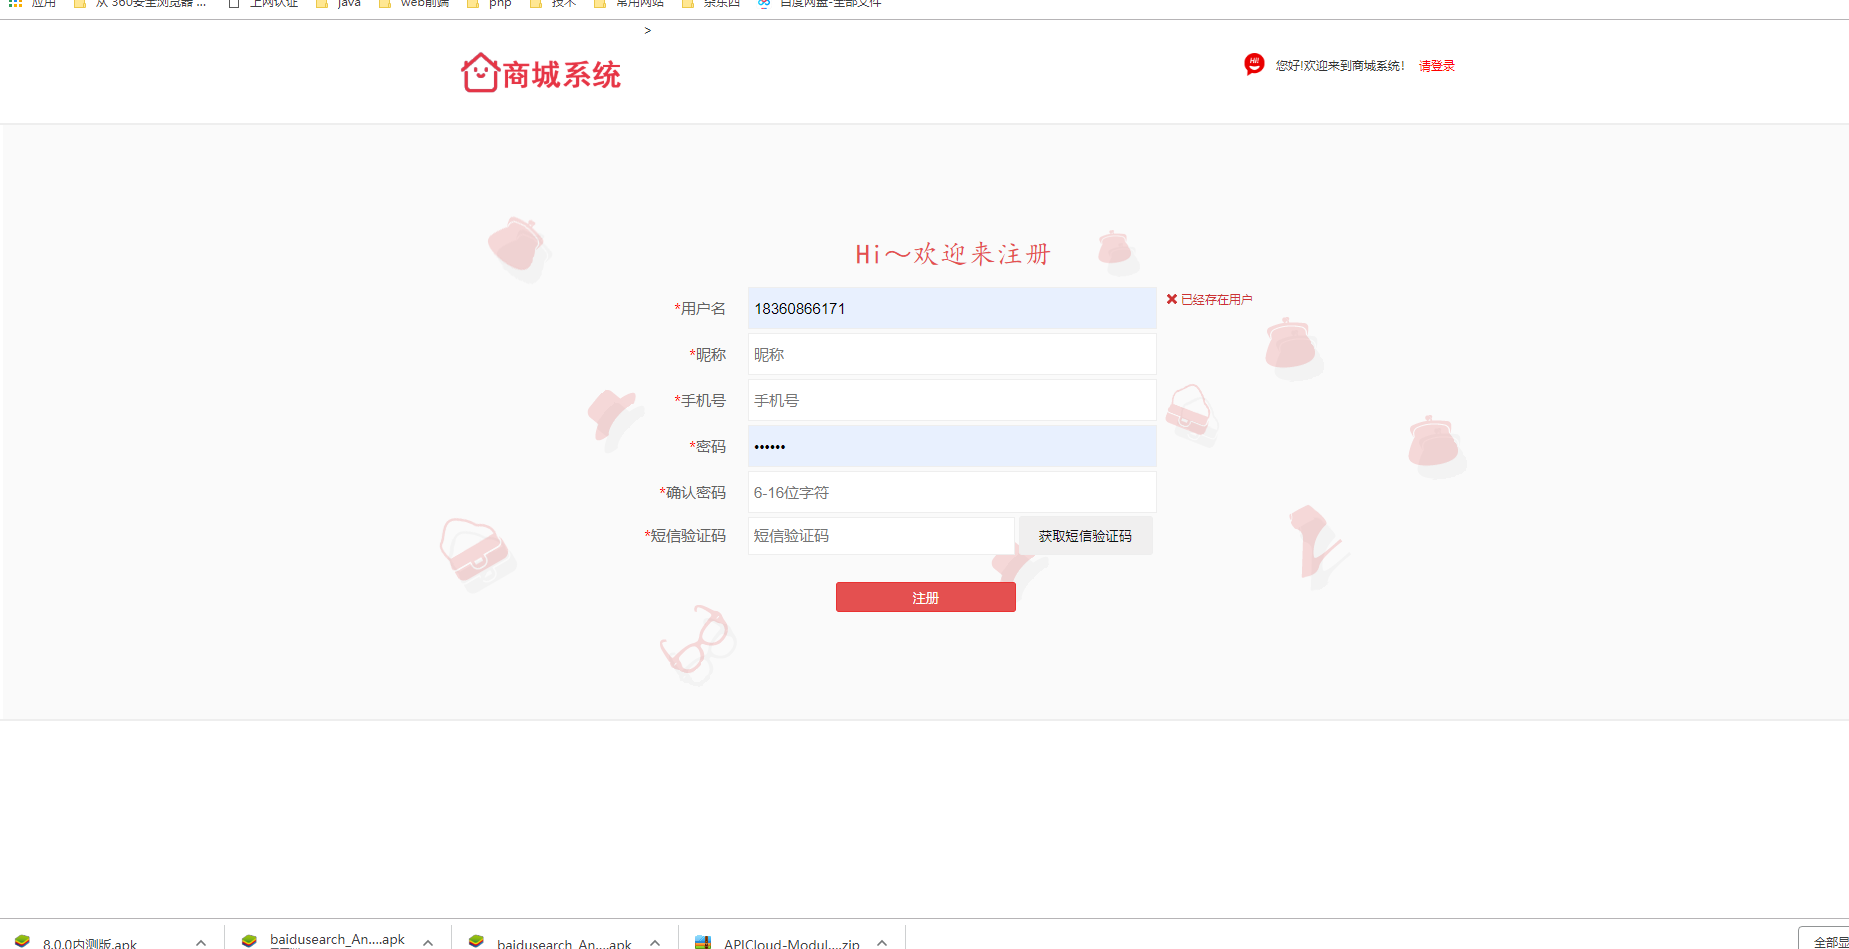 应用 从 360安全浏览器 ... 上网认证 java web前端 php 技术 常用网站 杂东西 百度网盘-全部文件
>
商城系统
Hi! 您好!欢迎来到商城系统! 请登录
Hi～欢迎来注册
*用户名 18360866171 已经存在用户
*昵称 昵称
*手机号 手机号
*密码 ••••••
*确认密码 6-16位字符
*短信验证码 短信验证码 获取短信验证码
注册
8.0.0内测版.apk baidusearch_An....apk baidusearch_An....apk APICloud-Modul....zip 全部显